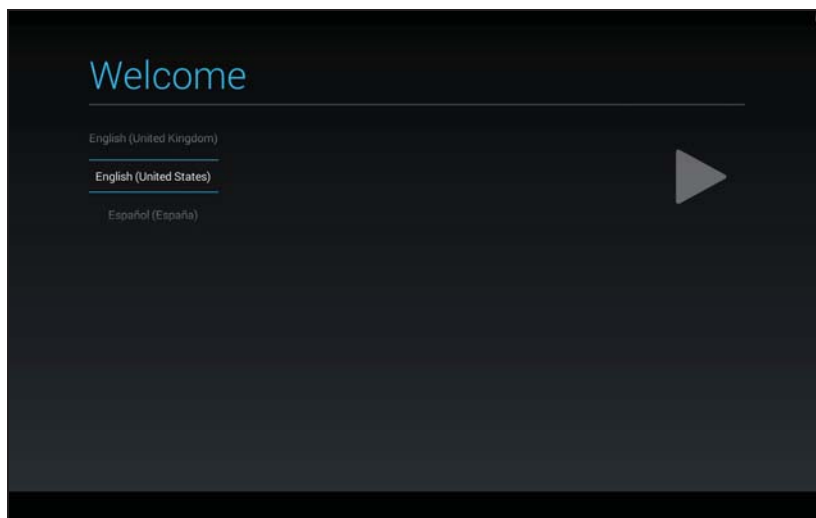 Welcome
English (United Kingdom)
English (United States)
Español (España)